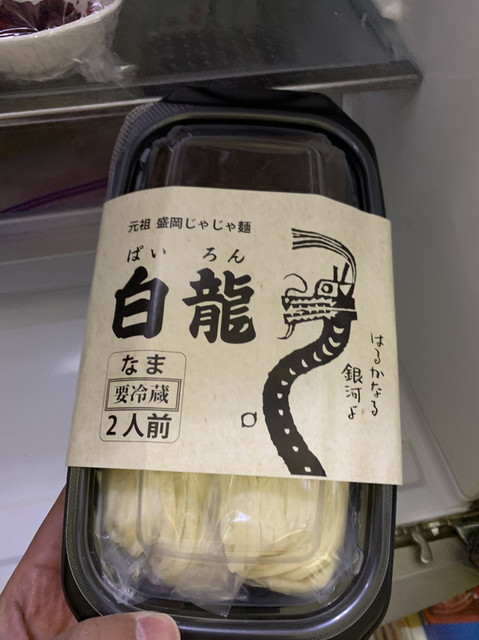 元祖 盛岡じゃじゃ麺
ぱい ろん
白龍
なま
要冷蔵
2人前
はるかなる
銀河よ